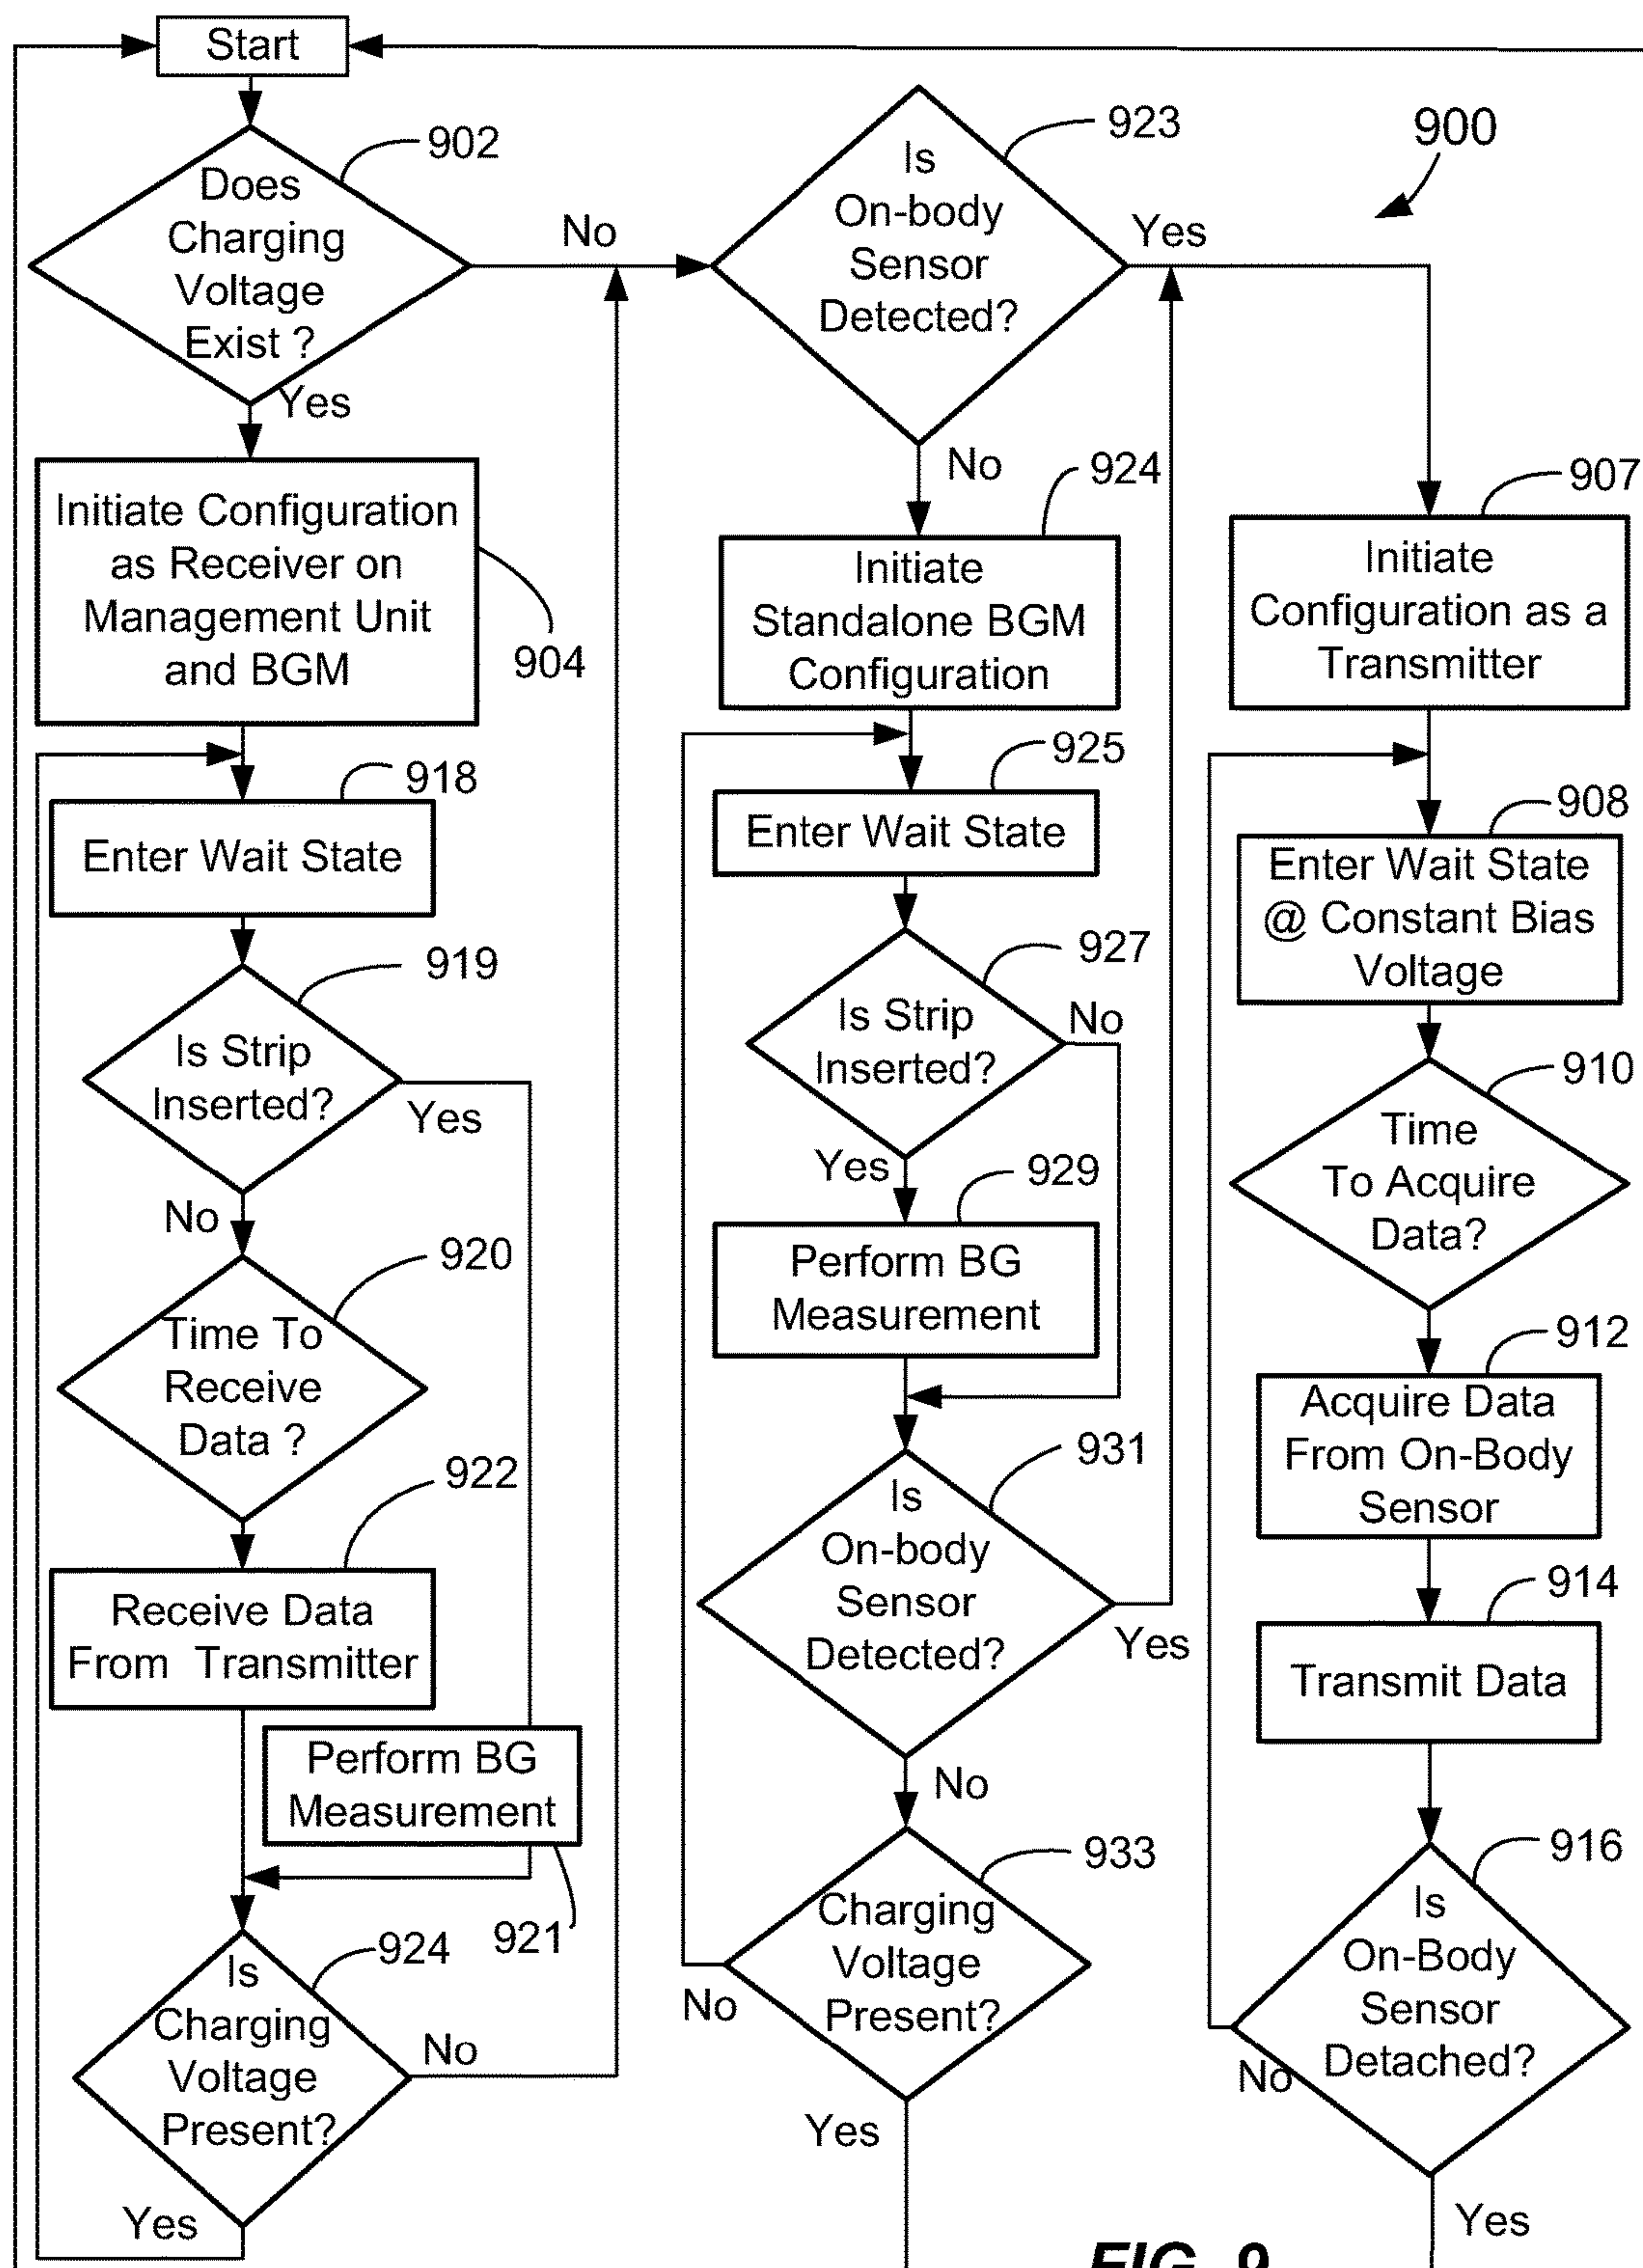 Start
902
Does
Charging
Voltage
Exist ?
No
Yes
Initiate Configuration
as Receiver on
Management Unit
and BGM
904
918
Enter Wait State
919
Is Strip
Inserted?
Yes
No
920
Time To
Receive
Data ?
922
Receive Data
From Transmitter
Perform BG
Measurement
921
924
Is
Charging
Voltage
Present?
No
Yes
923
Is
On-body
Sensor
Detected?
Yes
No
924
Initiate
Standalone BGM
Configuration
925
Enter Wait State
927
Is Strip
Inserted?
No
Yes
929
Perform BG
Measurement
931
Is
On-body
Sensor
Detected?
Yes
No
933
Charging
Voltage
Present?
No
Yes
900
907
Initiate
Configuration as a
Transmitter
908
Enter Wait State
@ Constant Bias
Voltage
910
Time
To Acquire
Data?
912
Acquire Data
From On-Body
Sensor
914
Transmit Data
916
Is
On-Body
Sensor
Detached?
No
Yes
FIG. 9